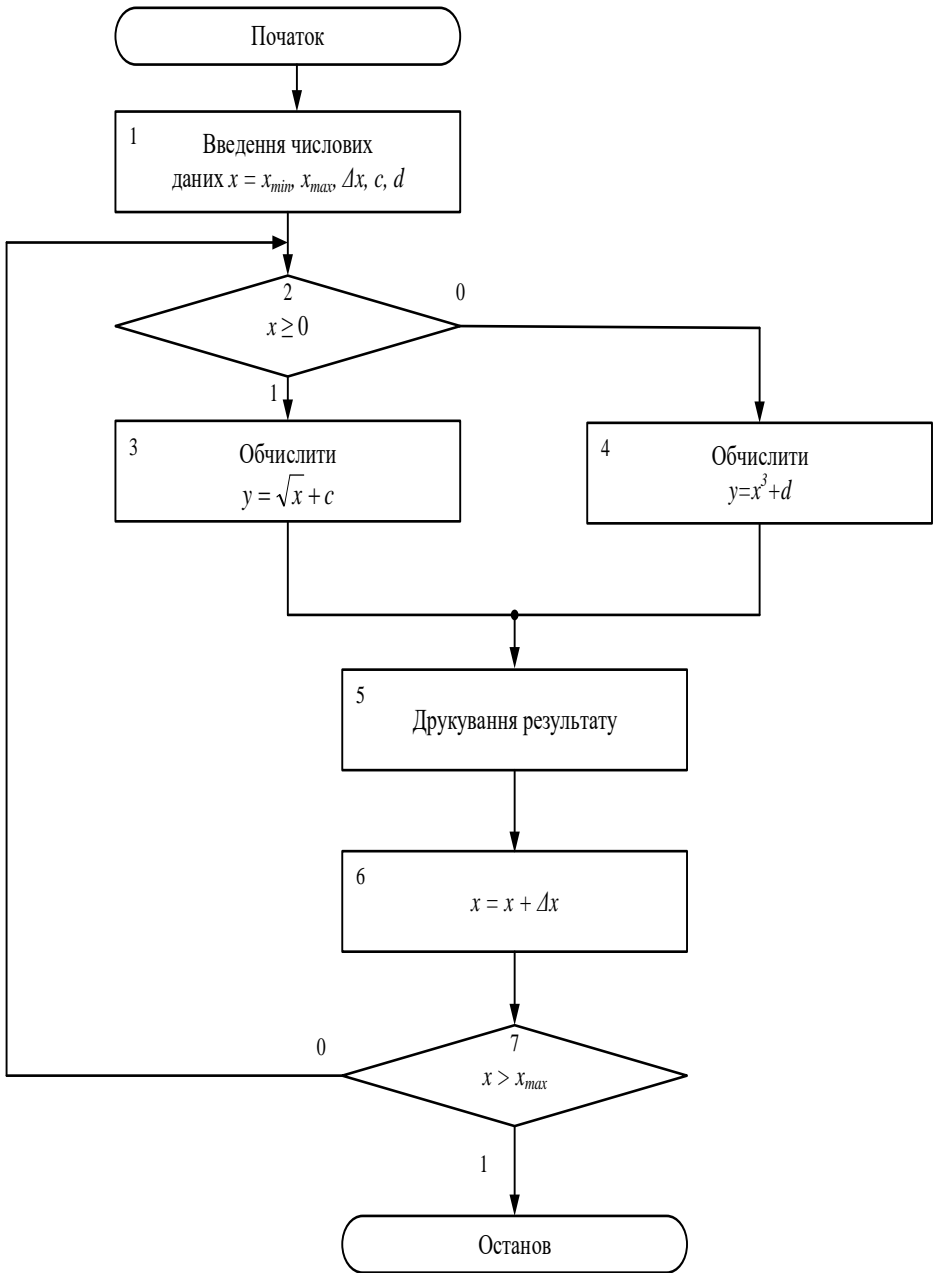 Початок
1
Введення числових
даних x = xmin, xmax, Δx, c, d
2
0
x ≥ 0
1
3
Обчислити
y = √x + c
4
Обчислити
y=x³+d
5
Друкування результату
6
x = x + Δx
7
0
x > xmax
1
Останов